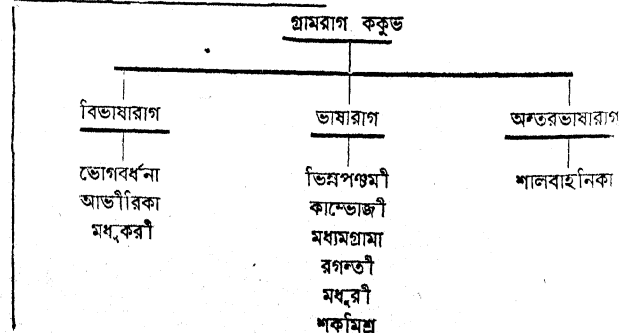 গ্রামরাগ ককুভ
বিভাষারাগ
ভাষারাগ
অন্তরভাষারাগ
ভোগবর্ধনা
আভীরিকা
মধুকরী
ভিন্নপঞ্চমী
কাম্ভোজী
মধ্যমগ্রামা
রগন্তী
মধুরী
শকমিশ্র
শালবাহনিকা